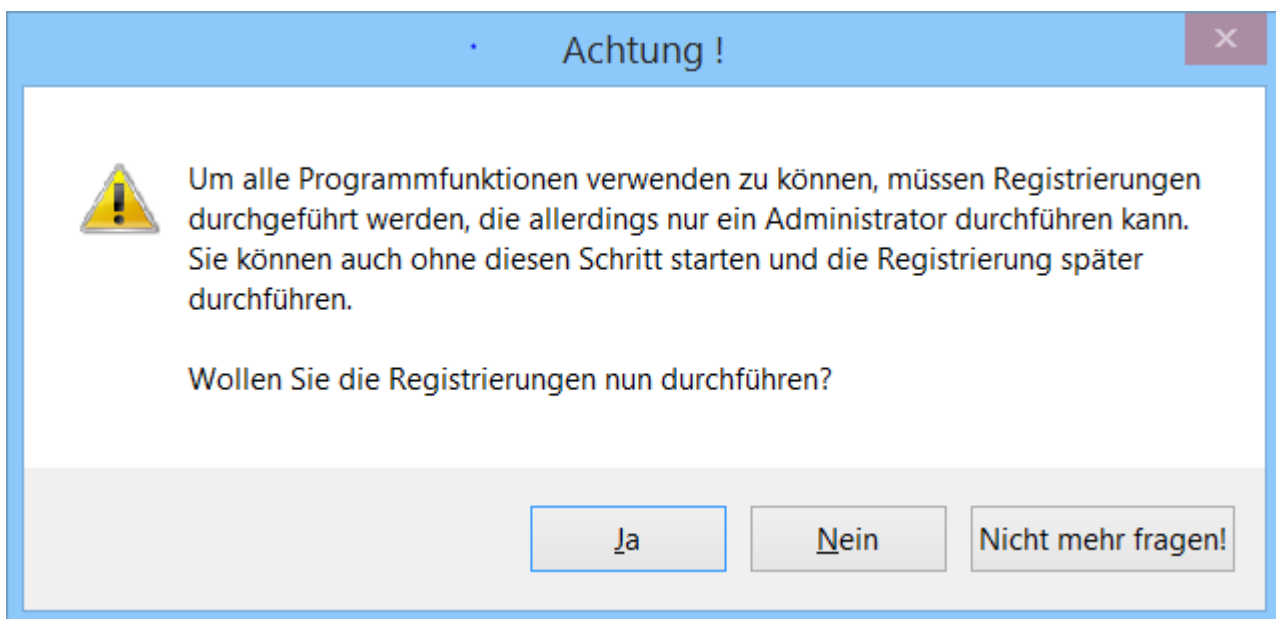 Achtung !
Um alle Programmfunktionen verwenden zu können, müssen Registrierungen
durchgeführt werden, die allerdings nur ein Administrator durchführen kann.
Sie können auch ohne diesen Schritt starten und die Registrierung später
durchführen.
Wollen Sie die Registrierungen nun durchführen?
Ja
Nein
Nicht mehr fragen!